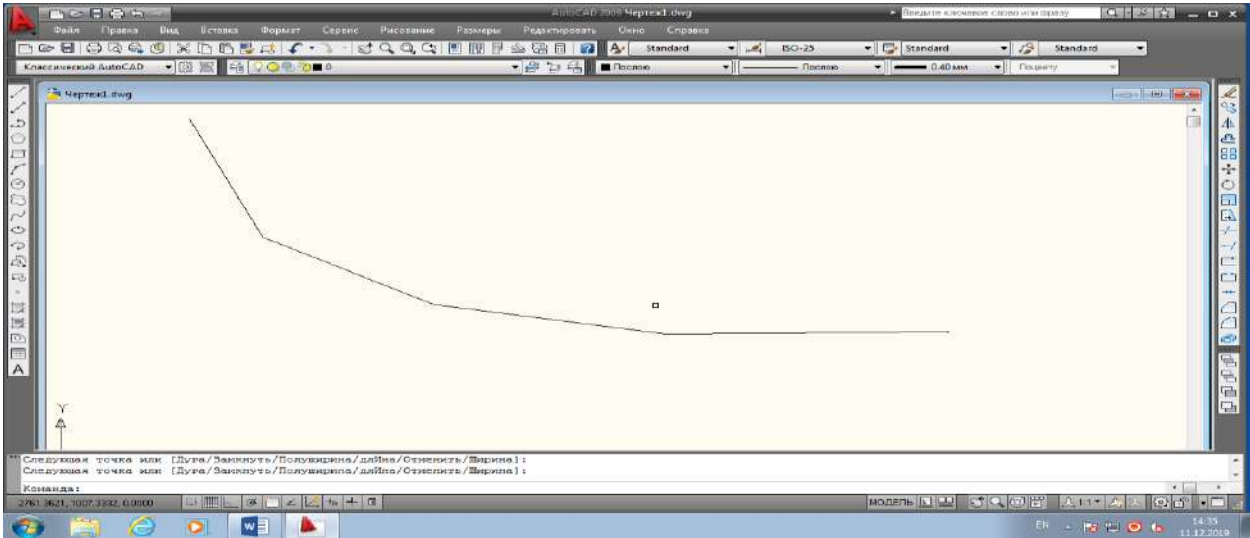 AutoCAD 2009 Чертеж1.dwg
Введите ключевое слово или фразу
Файл Правка Вид Вставка Формат Сервис Рисование Размеры Редактировать Окно Справка
Standard ISO-25 Standard Standard
Классический AutoCAD 0 Послою Послою 0.40 мм Поцвету
Чертеж1.dwg
A
Y
Следующая точка или [Дуга/Замкнуть/Полуширина/длИна/Отменить/Ширина]:
Следующая точка или [Дуга/Замкнуть/Полуширина/длИна/Отменить/Ширина]:
Команда:
2761.3621, 1007.3332, 0.0000 МОДЕЛЬ 1:1
EN 14:35
11.12.2019